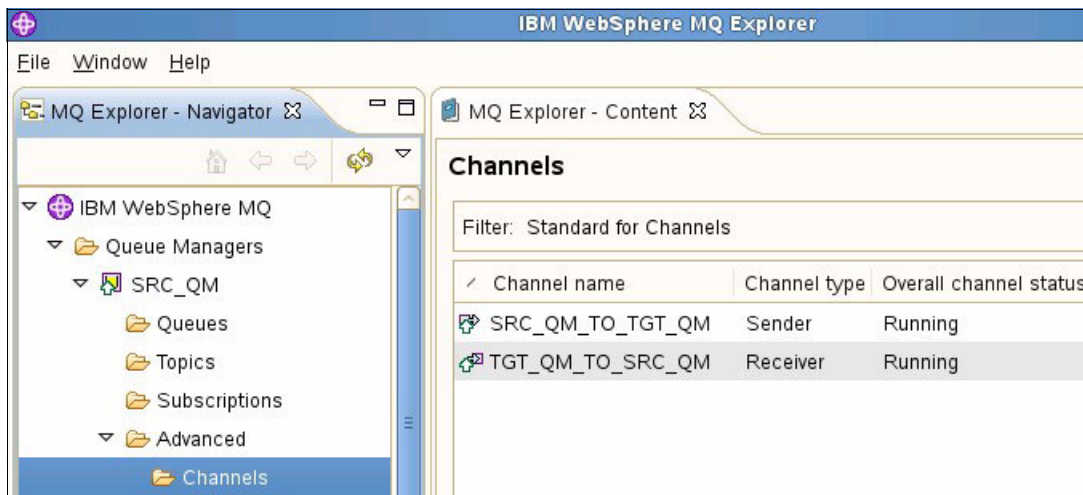 IBM WebSphere MQ Explorer
File Window Help
MQ Explorer - Navigator
IBM WebSphere MQ
Queue Managers
SRC_QM
Queues
Topics
Subscriptions
Advanced
Channels
MQ Explorer - Content
Channels
Filter: Standard for Channels
Channel name Channel type Overall channel status
SRC_QM_TO_TGT_QM Sender Running
TGT_QM_TO_SRC_QM Receiver Running